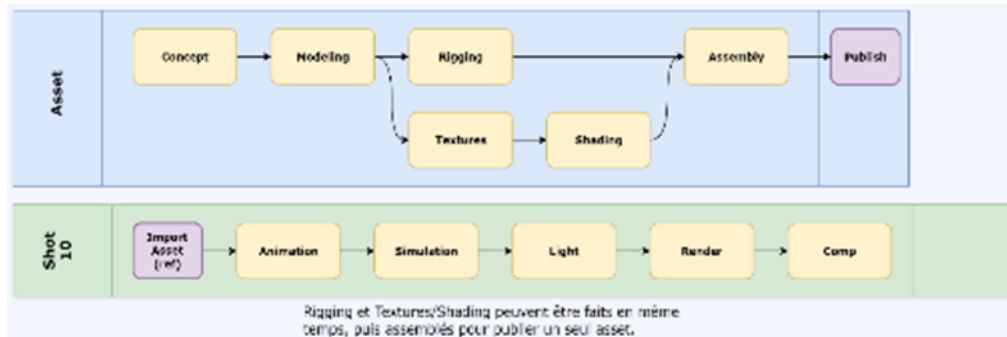 Asset
Concept
Modeling
Rigging
Assembly
Publish
Textures
Shading
Shot
10
Import
Asset
(ref)
Animation
Simulation
Light
Render
Comp
Rigging et Textures/Shading peuvent être faits en même
temps, puis assemblés pour publier un seul asset.